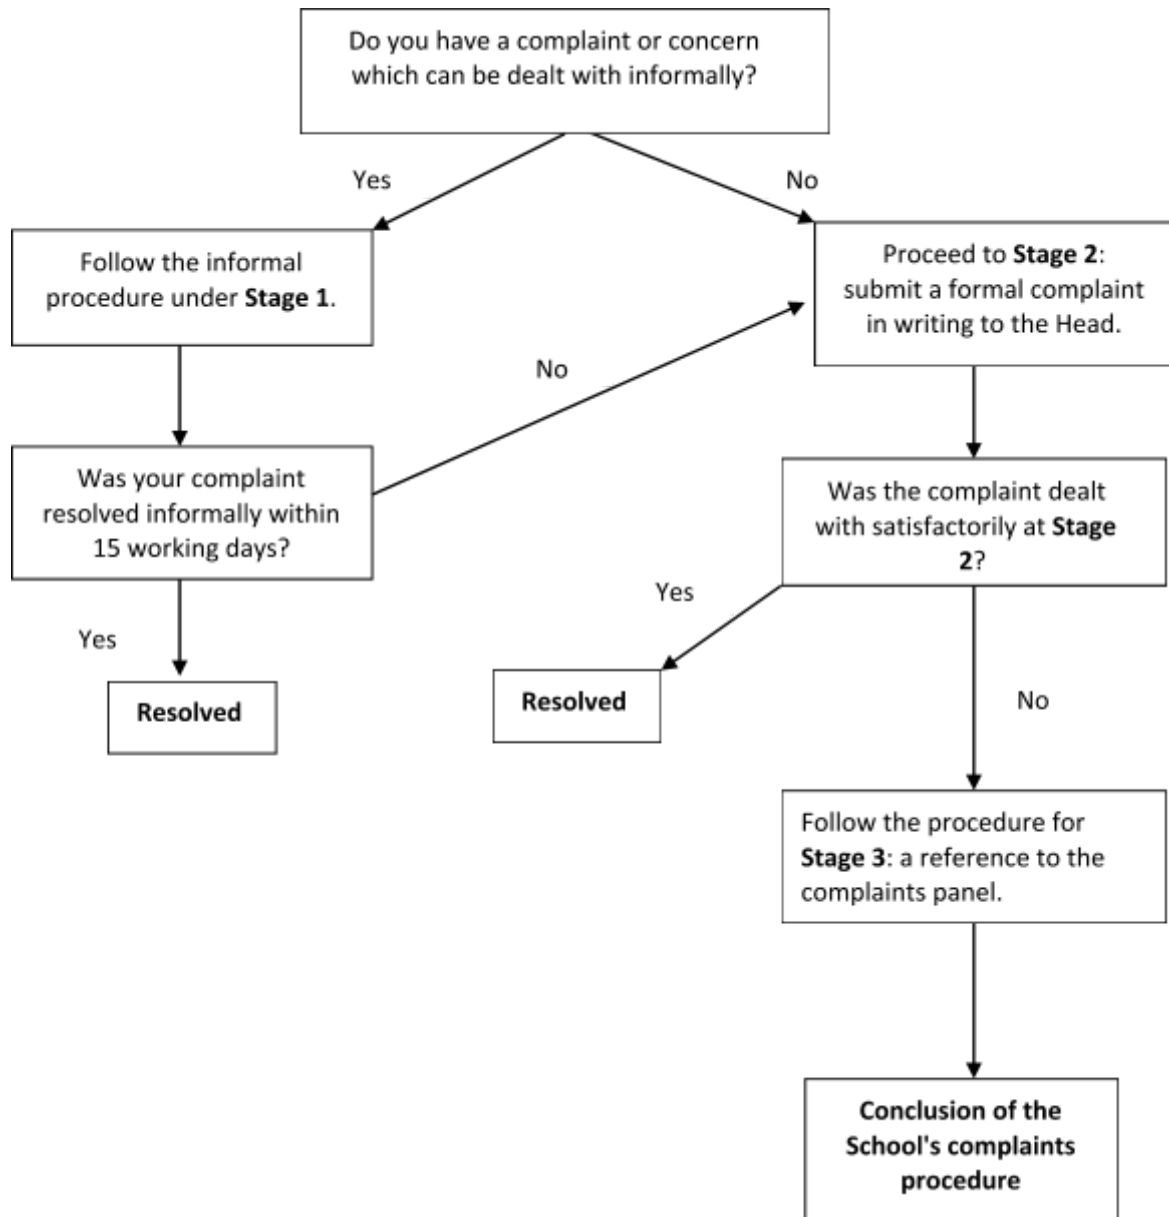 Do you have a complaint or concern
which can be dealt with informally?
Yes
No
Follow the informal
procedure under Stage 1.
Proceed to Stage 2:
submit a formal complaint
in writing to the Head.
No
Was your complaint
resolved informally within
15 working days?
Was the complaint dealt
with satisfactorily at Stage
2?
Yes
Yes
Resolved
Resolved
No
Follow the procedure for
Stage 3: a reference to the
complaints panel.
Conclusion of the
School's complaints
procedure